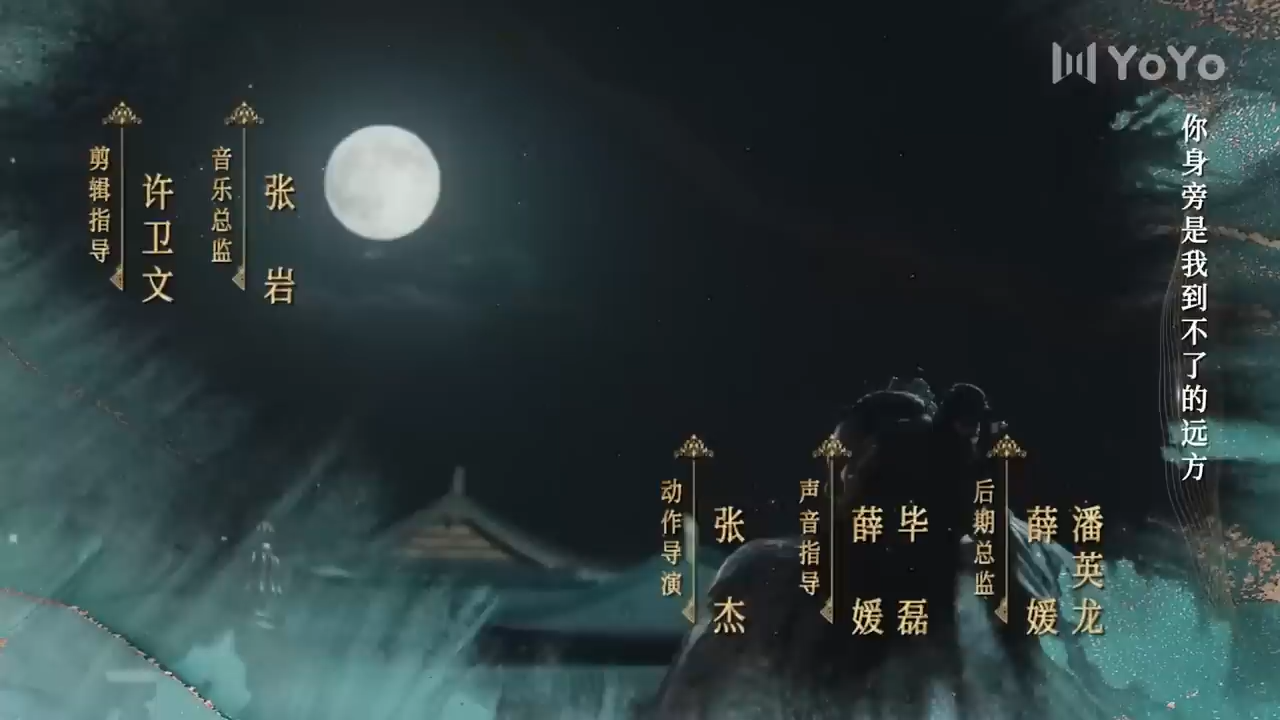 YoYo
你身旁是我到不了的远方
剪辑指导
许卫文
音乐总监
张岩
动作导演
张杰
声音指导
薛媛
毕磊
后期总监
薛媛
潘英龙